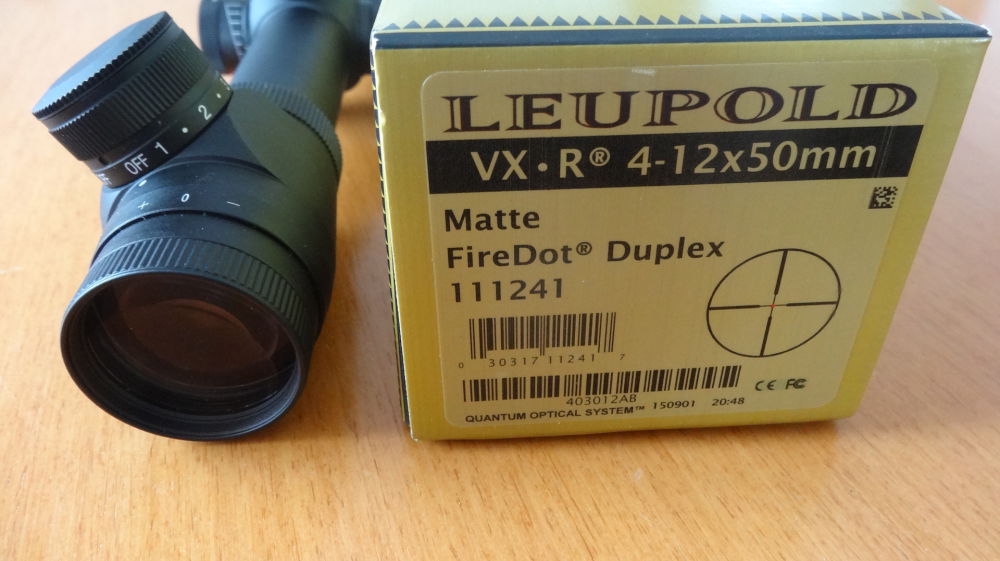 OFF 1 • 2 •
+ 0 –
LEUPOLD
VX•R® 4-12x50mm
Matte
FireDot® Duplex
111241
0 30317 11241 7
403012AB
QUANTUM OPTICAL SYSTEM™ 150901 20:48
CE FC